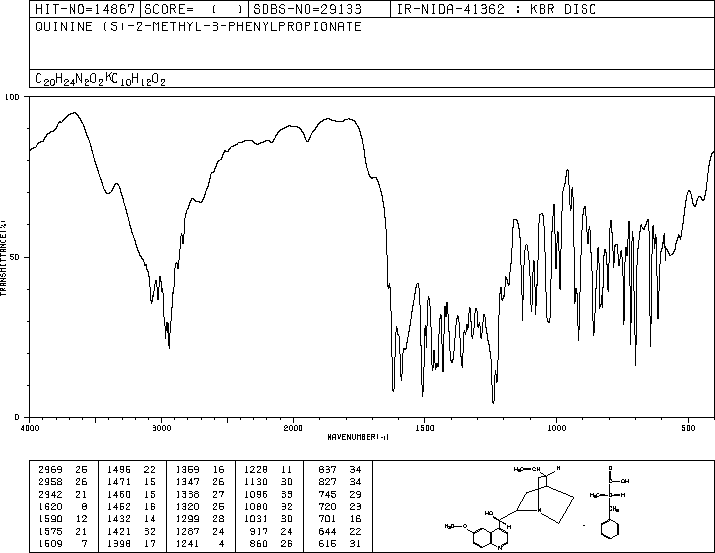 HIT-NO=14867 SCORE= ( ) SDBS-NO=29133 IR-NIDA-41362 : KBR DISC
QUININE (S)-2-METHYL-3-PHENYLPROPIONATE
C20H24N2O2KC10H12O2
100
50
0
TRANSMITTANCE(%)
4000 3000 2000 1500 1000 500
WAVENUMBER(-1)
2969 26 1496 22 1369 16 1228 11 837 34
2958 26 1471 15 1347 26 1130 30 827 34
2942 21 1460 15 1338 27 1096 33 745 29
1620 8 1452 16 1320 25 1080 32 720 23
1590 12 1432 14 1299 28 1031 30 701 16
1575 21 1421 32 1287 24 917 24 644 22
1509 7 1398 17 1241 4 860 26 616 31
H
HO
H
N
N
O
OH
H